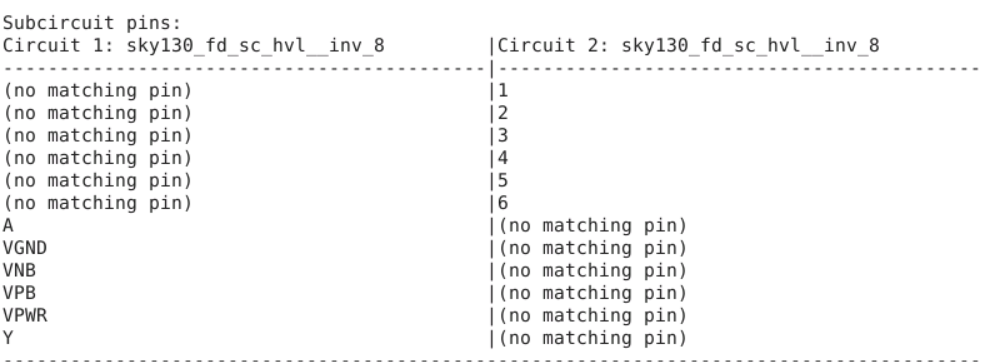 Subcircuit pins:
Circuit 1: sky130_fd_sc_hvl__inv_8 |Circuit 2: sky130_fd_sc_hvl__inv_8
-------------------------------------------|-------------------------------------------
(no matching pin) |1
(no matching pin) |2
(no matching pin) |3
(no matching pin) |4
(no matching pin) |5
(no matching pin) |6
A |(no matching pin)
VGND |(no matching pin)
VNB |(no matching pin)
VPB |(no matching pin)
VPWR |(no matching pin)
Y |(no matching pin)
---------------------------------------------------------------------------------------